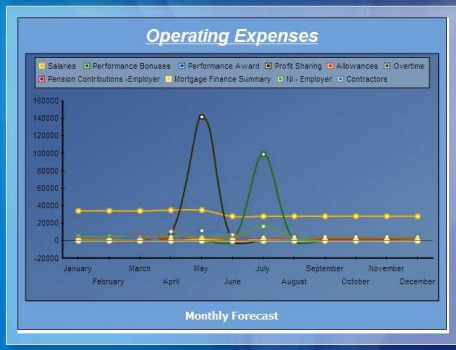 Operating Expenses
Salaries Performance Bonuses Performance Award Profit Sharing Allowances Overtime
Pension Contributions -Employer Mortgage Finance Summary NI - Employer Contractors
160000
140000
120000
100000
80000
60000
40000
20000
0
-20000
January March May July September November
February April June August October December
Monthly Forecast